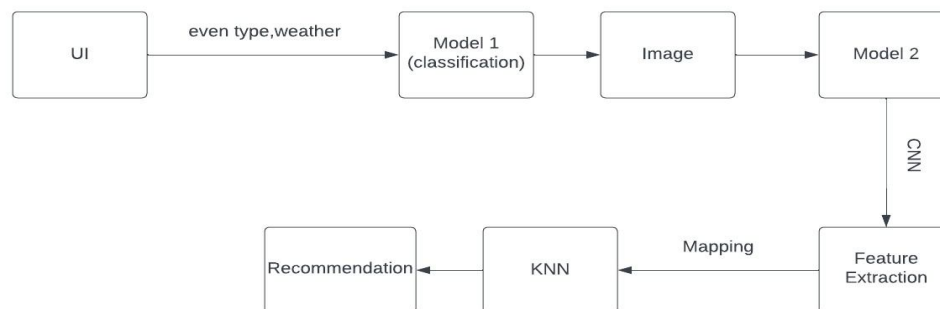 UI
even type,weather
Model 1
(classification)
Image
Model 2
CNN
Feature
Extraction
Mapping
KNN
Recommendation